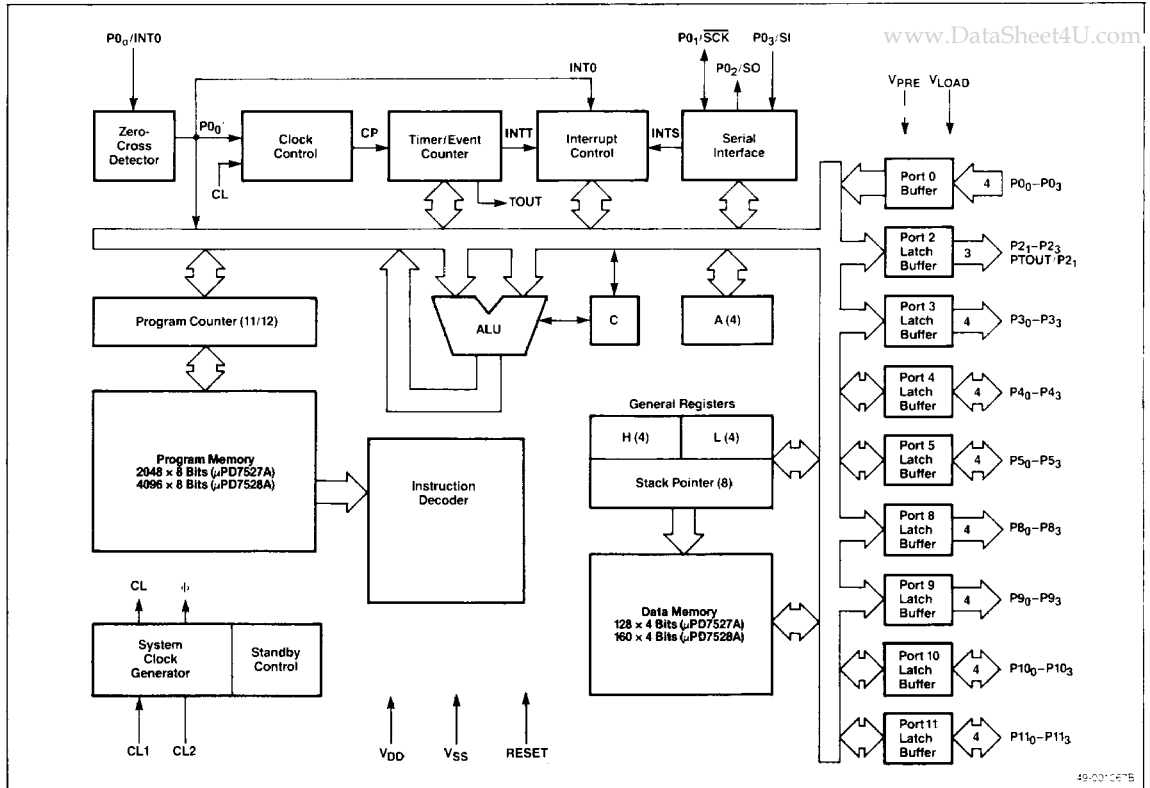 www.DataSheet4U.com
P0₀/INT0
P0₁/S̅C̅K̅
P0₃/SI
P0₂/SO
INT0
VPRE
VLOAD
Zero-
Cross
Detector
P0₀
Clock
Control
CL
CP
Timer/Event
Counter
INTT
TOUT
Interrupt
Control
INTS
Serial
Interface
Port 0
Buffer
4
P0₀–P0₃
Port 2
Latch
Buffer
3
P2₁–P2₃
PTOUT/P2₁
Program Counter (11/12)
ALU
C
A (4)
Port 3
Latch
Buffer
4
P3₀–P3₃
Port 4
Latch
Buffer
4
P4₀–P4₃
General Registers
H (4)
L (4)
Stack Pointer (8)
Port 5
Latch
Buffer
4
P5₀–P5₃
Program Memory
2048 × 8 Bits (μPD7527A)
4096 × 8 Bits (μPD7528A)
Instruction
Decoder
Port 8
Latch
Buffer
4
P8₀–P8₃
Port 9
Latch
Buffer
4
P9₀–P9₃
CL
ϕ
System
Clock
Generator
Standby
Control
Data Memory
128 × 4 Bits (μPD7527A)
160 × 4 Bits (μPD7528A)
Port 10
Latch
Buffer
4
P10₀–P10₃
Port 11
Latch
Buffer
4
P11₀–P11₃
CL1
CL2
VDD
VSS
RESET